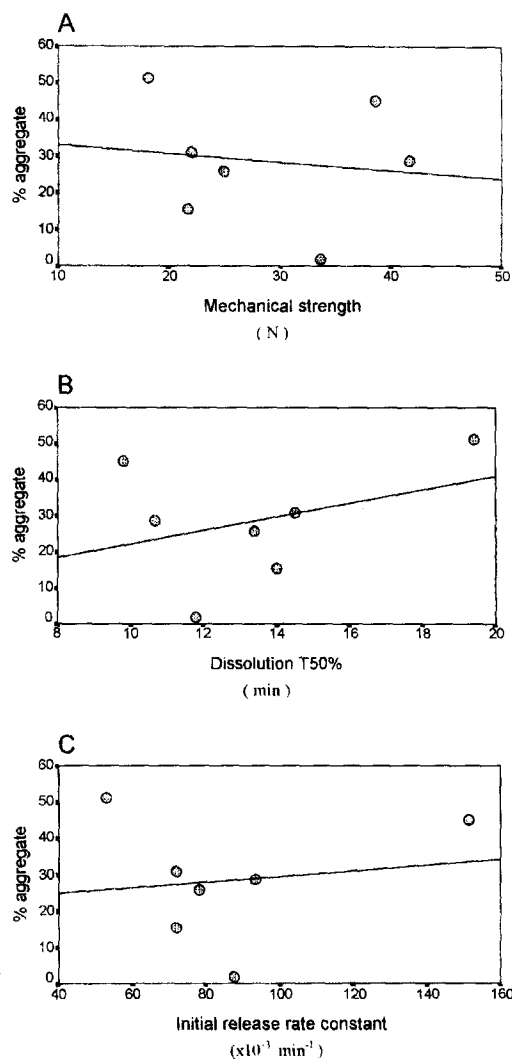 A
60
50
40
30
20
10
0
% aggregate
10 20 30 40 50
Mechanical strength
( N )
B
60
50
40
30
20
10
0
% aggregate
8 10 12 14 16 18 20
Dissolution T50%
( min )
C
60
50
40
30
20
10
0
% aggregate
40 60 80 100 120 140 160
Initial release rate constant
(x10⁻³ min⁻¹)